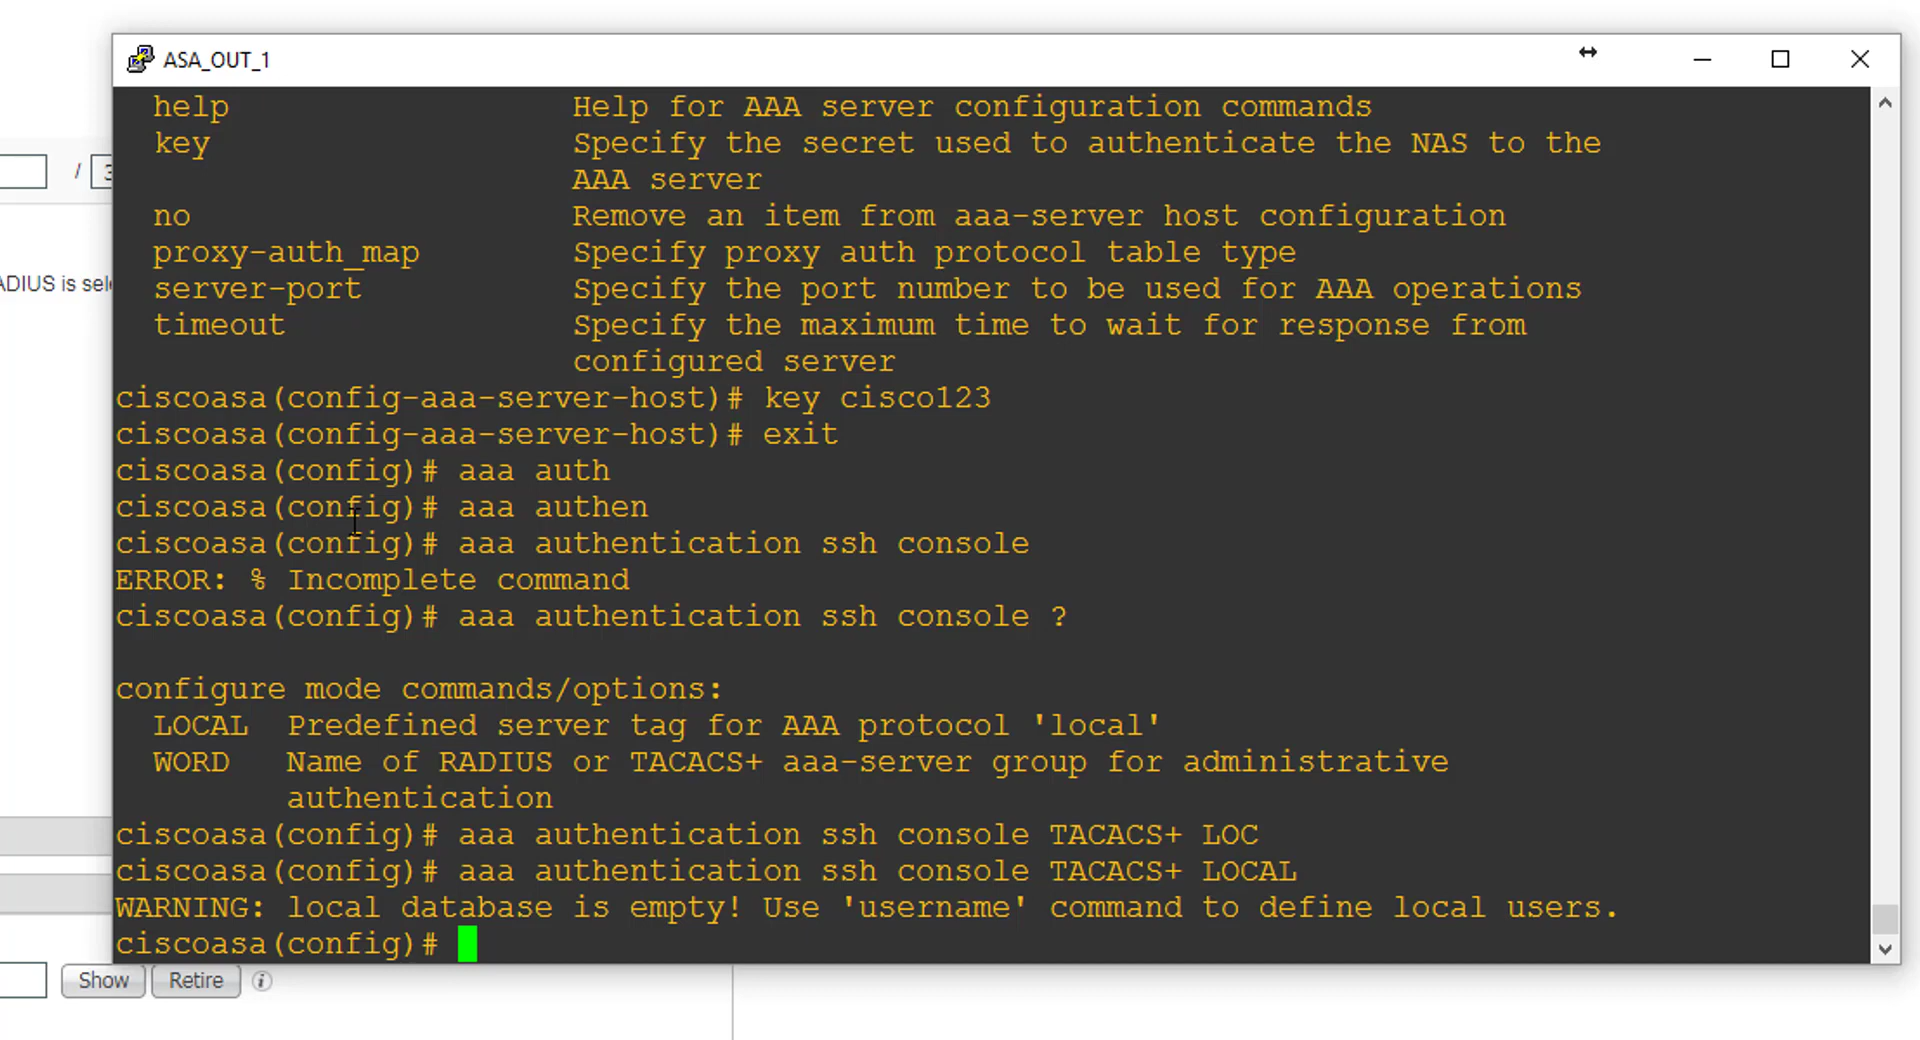 ASA_OUT_1
help Help for AAA server configuration commands
key Specify the secret used to authenticate the NAS to the
AAA server
no Remove an item from aaa-server host configuration
proxy-auth_map Specify proxy auth protocol table type
server-port Specify the port number to be used for AAA operations
timeout Specify the maximum time to wait for response from
configured server
ciscoasa(config-aaa-server-host)# key cisco123
ciscoasa(config-aaa-server-host)# exit
ciscoasa(config)# aaa auth
ciscoasa(config)# aaa authen
ciscoasa(config)# aaa authentication ssh console
ERROR: % Incomplete command
ciscoasa(config)# aaa authentication ssh console ?
configure mode commands/options:
LOCAL Predefined server tag for AAA protocol 'local'
WORD Name of RADIUS or TACACS+ aaa-server group for administrative
authentication
ciscoasa(config)# aaa authentication ssh console TACACS+ LOC
ciscoasa(config)# aaa authentication ssh console TACACS+ LOCAL
WARNING: local database is empty! Use 'username' command to define local users.
ciscoasa(config)#
/ 3
ADIUS is sel
Show Retire